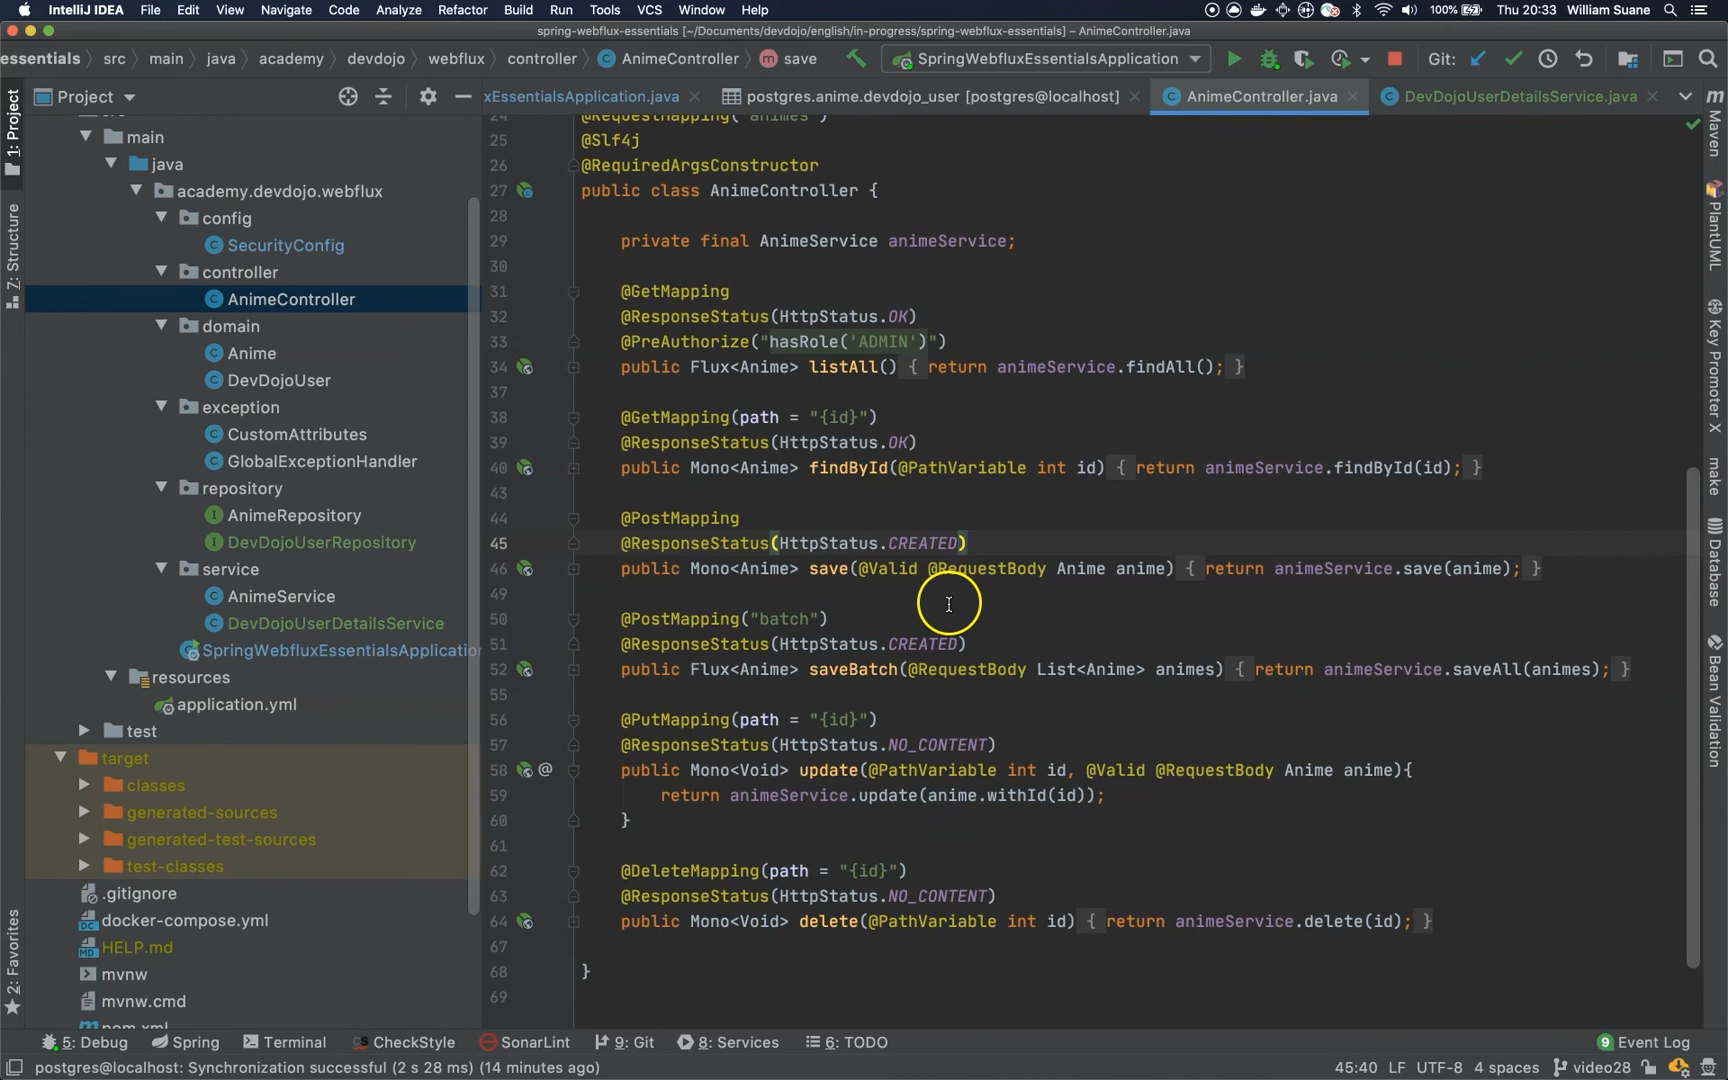 IntelliJ IDEA File Edit View Navigate Code Analyze Refactor Build Run Tools VCS Window Help 100% Thu 20:33 William Suane
spring-webflux-essentials [~/Documents/devdojo/english/in-progress/spring-webflux-essentials] – AnimeController.java
essentials src main java academy devdojo webflux controller AnimeController save SpringWebfluxEssentialsApplication Git:
Project xEssentialsApplication.java postgres.anime.devdojo_user [postgres@localhost] AnimeController.java DevDojoUserDetailsService.java
1: Project
Z: Structure
2: Favorites
main
java
academy.devdojo.webflux
config
SecurityConfig
controller
AnimeController
domain
Anime
DevDojoUser
exception
CustomAttributes
GlobalExceptionHandler
repository
AnimeRepository
DevDojoUserRepository
service
AnimeService
DevDojoUserDetailsService
SpringWebfluxEssentialsApplicatio
resources
application.yml
test
target
classes
generated-sources
generated-test-sources
test-classes
.gitignore
docker-compose.yml
HELP.md
mvnw
mvnw.cmd
pom.xml
24 @RequestMapping("animes")
25 @Slf4j
26 @RequiredArgsConstructor
27 public class AnimeController {
28
29 private final AnimeService animeService;
30
31 @GetMapping
32 @ResponseStatus(HttpStatus.OK)
33 @PreAuthorize("hasRole('ADMIN')")
34 public Flux<Anime> listAll() { return animeService.findAll(); }
37
38 @GetMapping(path = "{id}")
39 @ResponseStatus(HttpStatus.OK)
40 public Mono<Anime> findById(@PathVariable int id) { return animeService.findById(id); }
43
44 @PostMapping
45 @ResponseStatus(HttpStatus.CREATED)
46 public Mono<Anime> save(@Valid @RequestBody Anime anime) { return animeService.save(anime); }
49
50 @PostMapping("batch")
51 @ResponseStatus(HttpStatus.CREATED)
52 public Flux<Anime> saveBatch(@RequestBody List<Anime> animes) { return animeService.saveAll(animes); }
55
56 @PutMapping(path = "{id}")
57 @ResponseStatus(HttpStatus.NO_CONTENT)
58 @ public Mono<Void> update(@PathVariable int id, @Valid @RequestBody Anime anime){
59 return animeService.update(anime.withId(id));
60 }
61
62 @DeleteMapping(path = "{id}")
63 @ResponseStatus(HttpStatus.NO_CONTENT)
64 public Mono<Void> delete(@PathVariable int id) { return animeService.delete(id); }
67
68 }
69
Maven
PlantUML
Key Promoter X
make
Database
Bean Validation
5: Debug Spring Terminal CheckStyle SonarLint 9: Git 8: Services 6: TODO 9 Event Log
postgres@localhost: Synchronization successful (2 s 28 ms) (14 minutes ago) 45:40 LF UTF-8 4 spaces video28